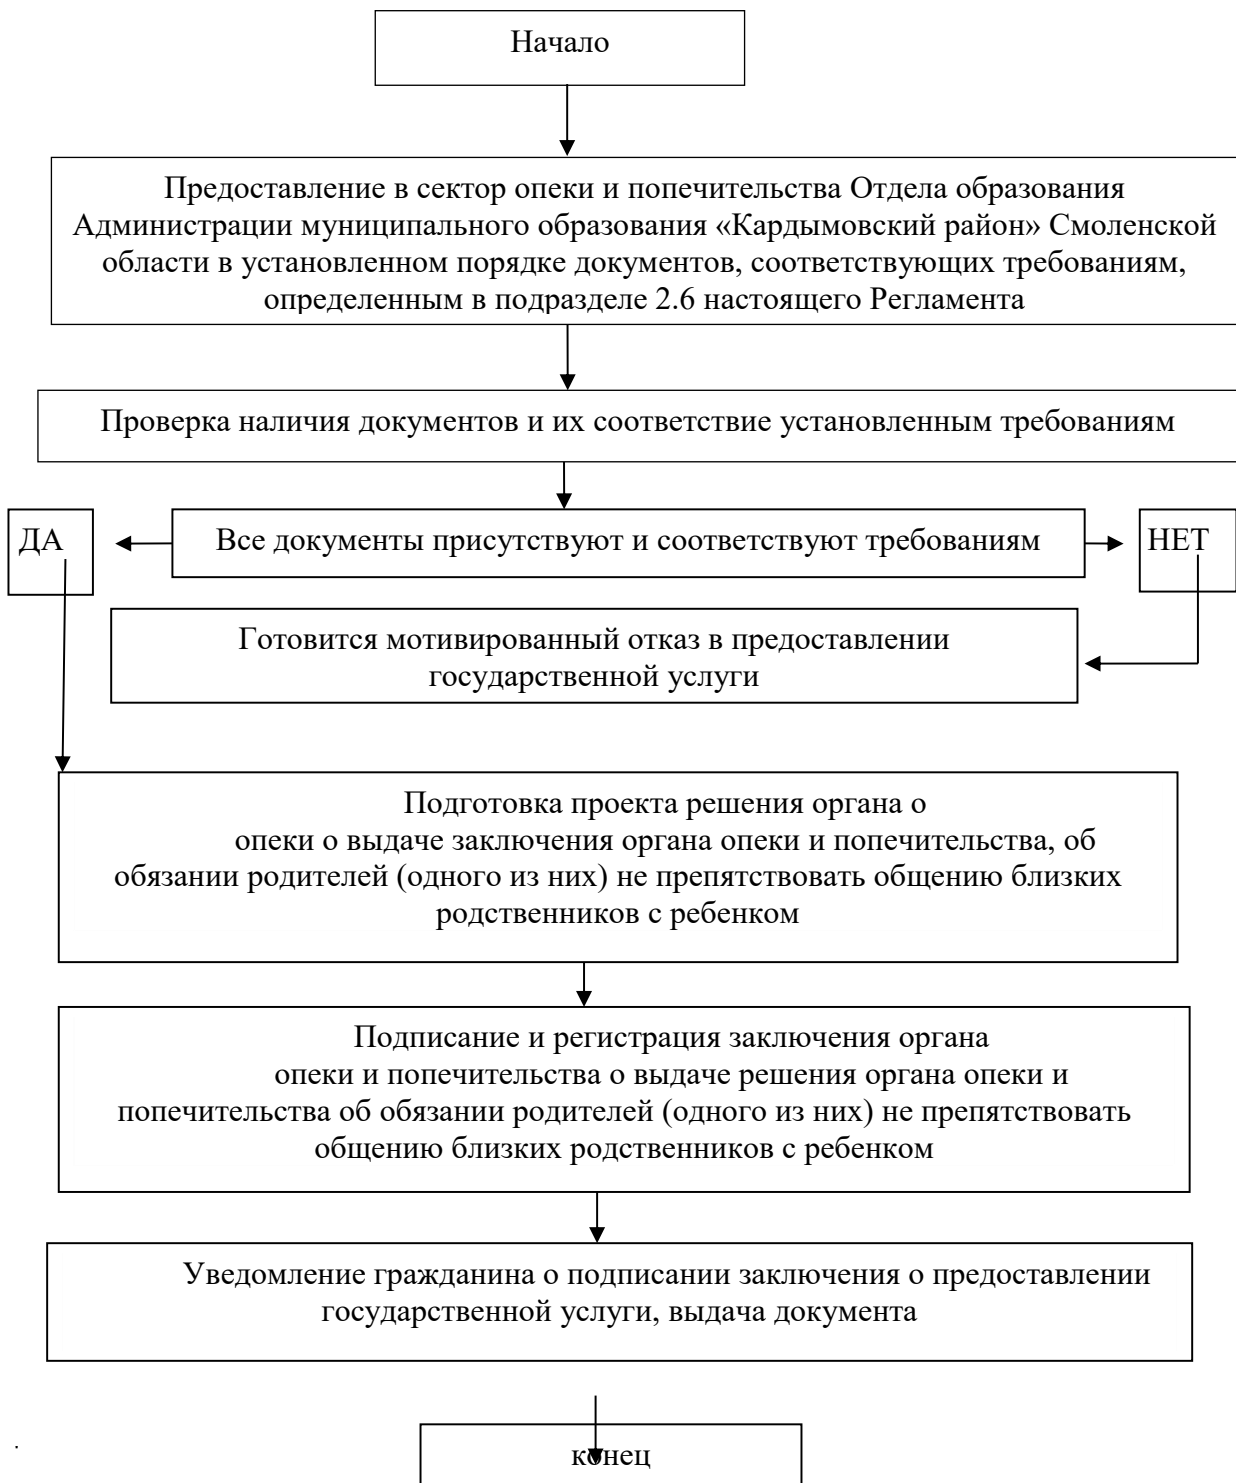 Начало
Предоставление в сектор опеки и попечительства Отдела образования
Администрации муниципального образования «Кардымовский район» Смоленской
области в установленном порядке документов, соответствующих требованиям,
определенным в подразделе 2.6 настоящего Регламента
Проверка наличия документов и их соответствие установленным требованиям
ДА
Все документы присутствуют и соответствуют требованиям
НЕТ
Готовится мотивированный отказ в предоставлении
государственной услуги
Подготовка проекта решения органа о
опеки о выдаче заключения органа опеки и попечительства, об
обязании родителей (одного из них) не препятствовать общению близких
родственников с ребенком
Подписание и регистрация заключения органа
опеки и попечительства о выдаче решения органа опеки и
попечительства об обязании родителей (одного из них) не препятствовать
общению близких родственников с ребенком
Уведомление гражданина о подписании заключения о предоставлении
государственной услуги, выдача документа
конец
.